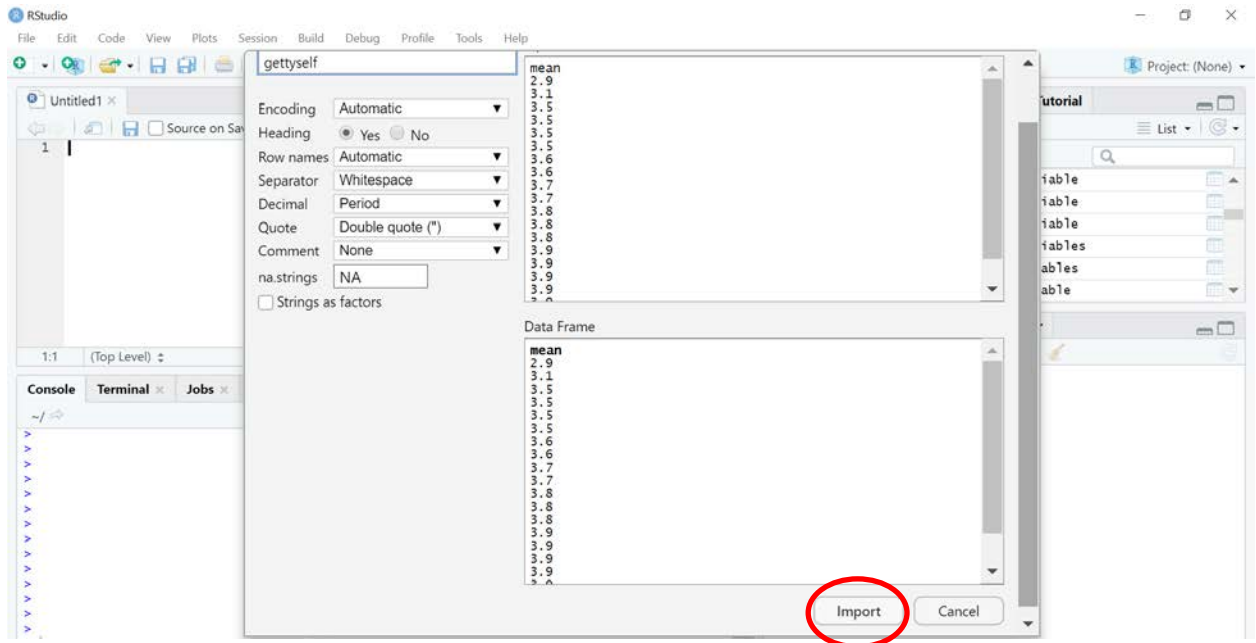 RStudio
File Edit Code View Plots Session Build Debug Profile Tools Help
Project: (None)
gettyself
Untitled1
Source on Sav
1
1:1 (Top Level)
Console Terminal Jobs
~/
>
>
>
>
>
>
>
>
>
>
>
>
>
>
Encoding Automatic
Heading Yes No
Row names Automatic
Separator Whitespace
Decimal Period
Quote Double quote (")
Comment None
na.strings NA
Strings as factors
mean
2.9
3.1
3.5
3.5
3.5
3.5
3.6
3.6
3.7
3.7
3.8
3.8
3.8
3.9
3.9
3.9
3.9
Data Frame
mean
2.9
3.1
3.5
3.5
3.5
3.5
3.6
3.6
3.7
3.7
3.8
3.8
3.8
3.9
3.9
3.9
3.9
Import Cancel
utorial
List
iable
iable
iable
iables
ables
able